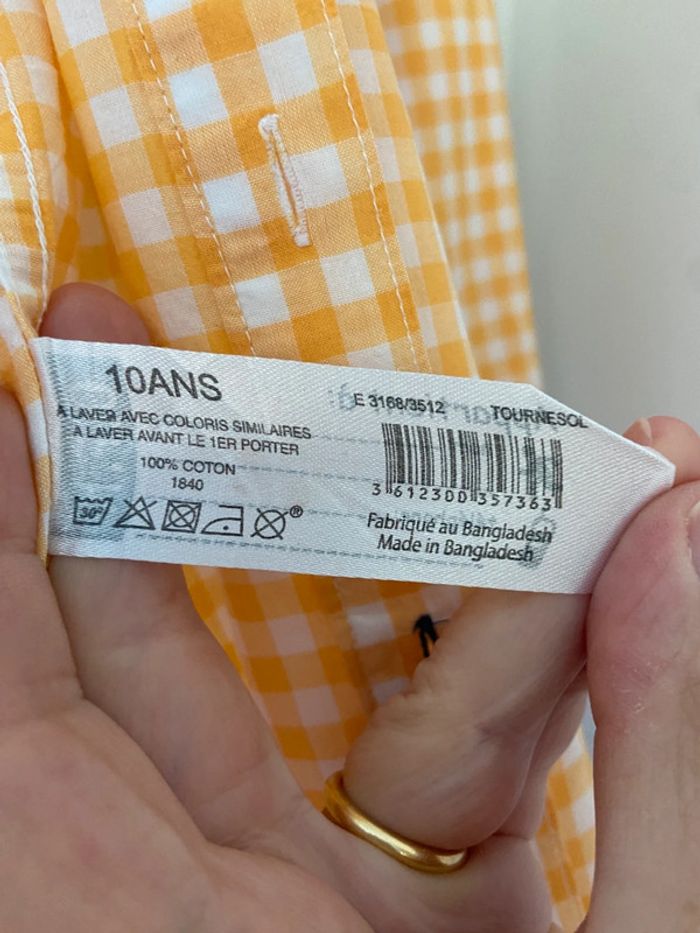 10ANS
A LAVER AVEC COLORIS SIMILAIRES
A LAVER AVANT LE 1ER PORTER
100% COTON
1840
30°
®
E 3168/3512 TOURNESOL
3 612300 357363
Fabriqué au Bangladesh
Made in Bangladesh